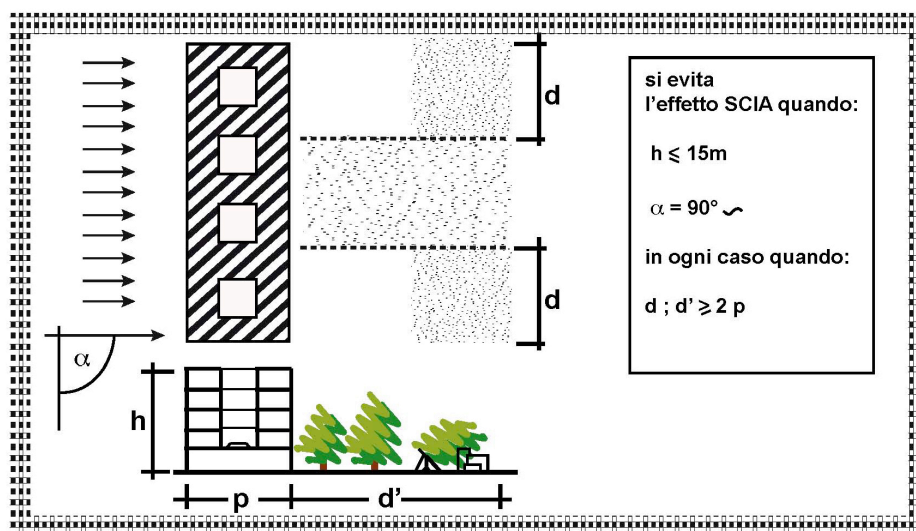 d
d
α
h
p
d’
si evita
l’effetto SCIA quando:
h ⩽ 15m
α = 90° ∽
in ogni caso quando:
d ; d’ ⩾ 2 p